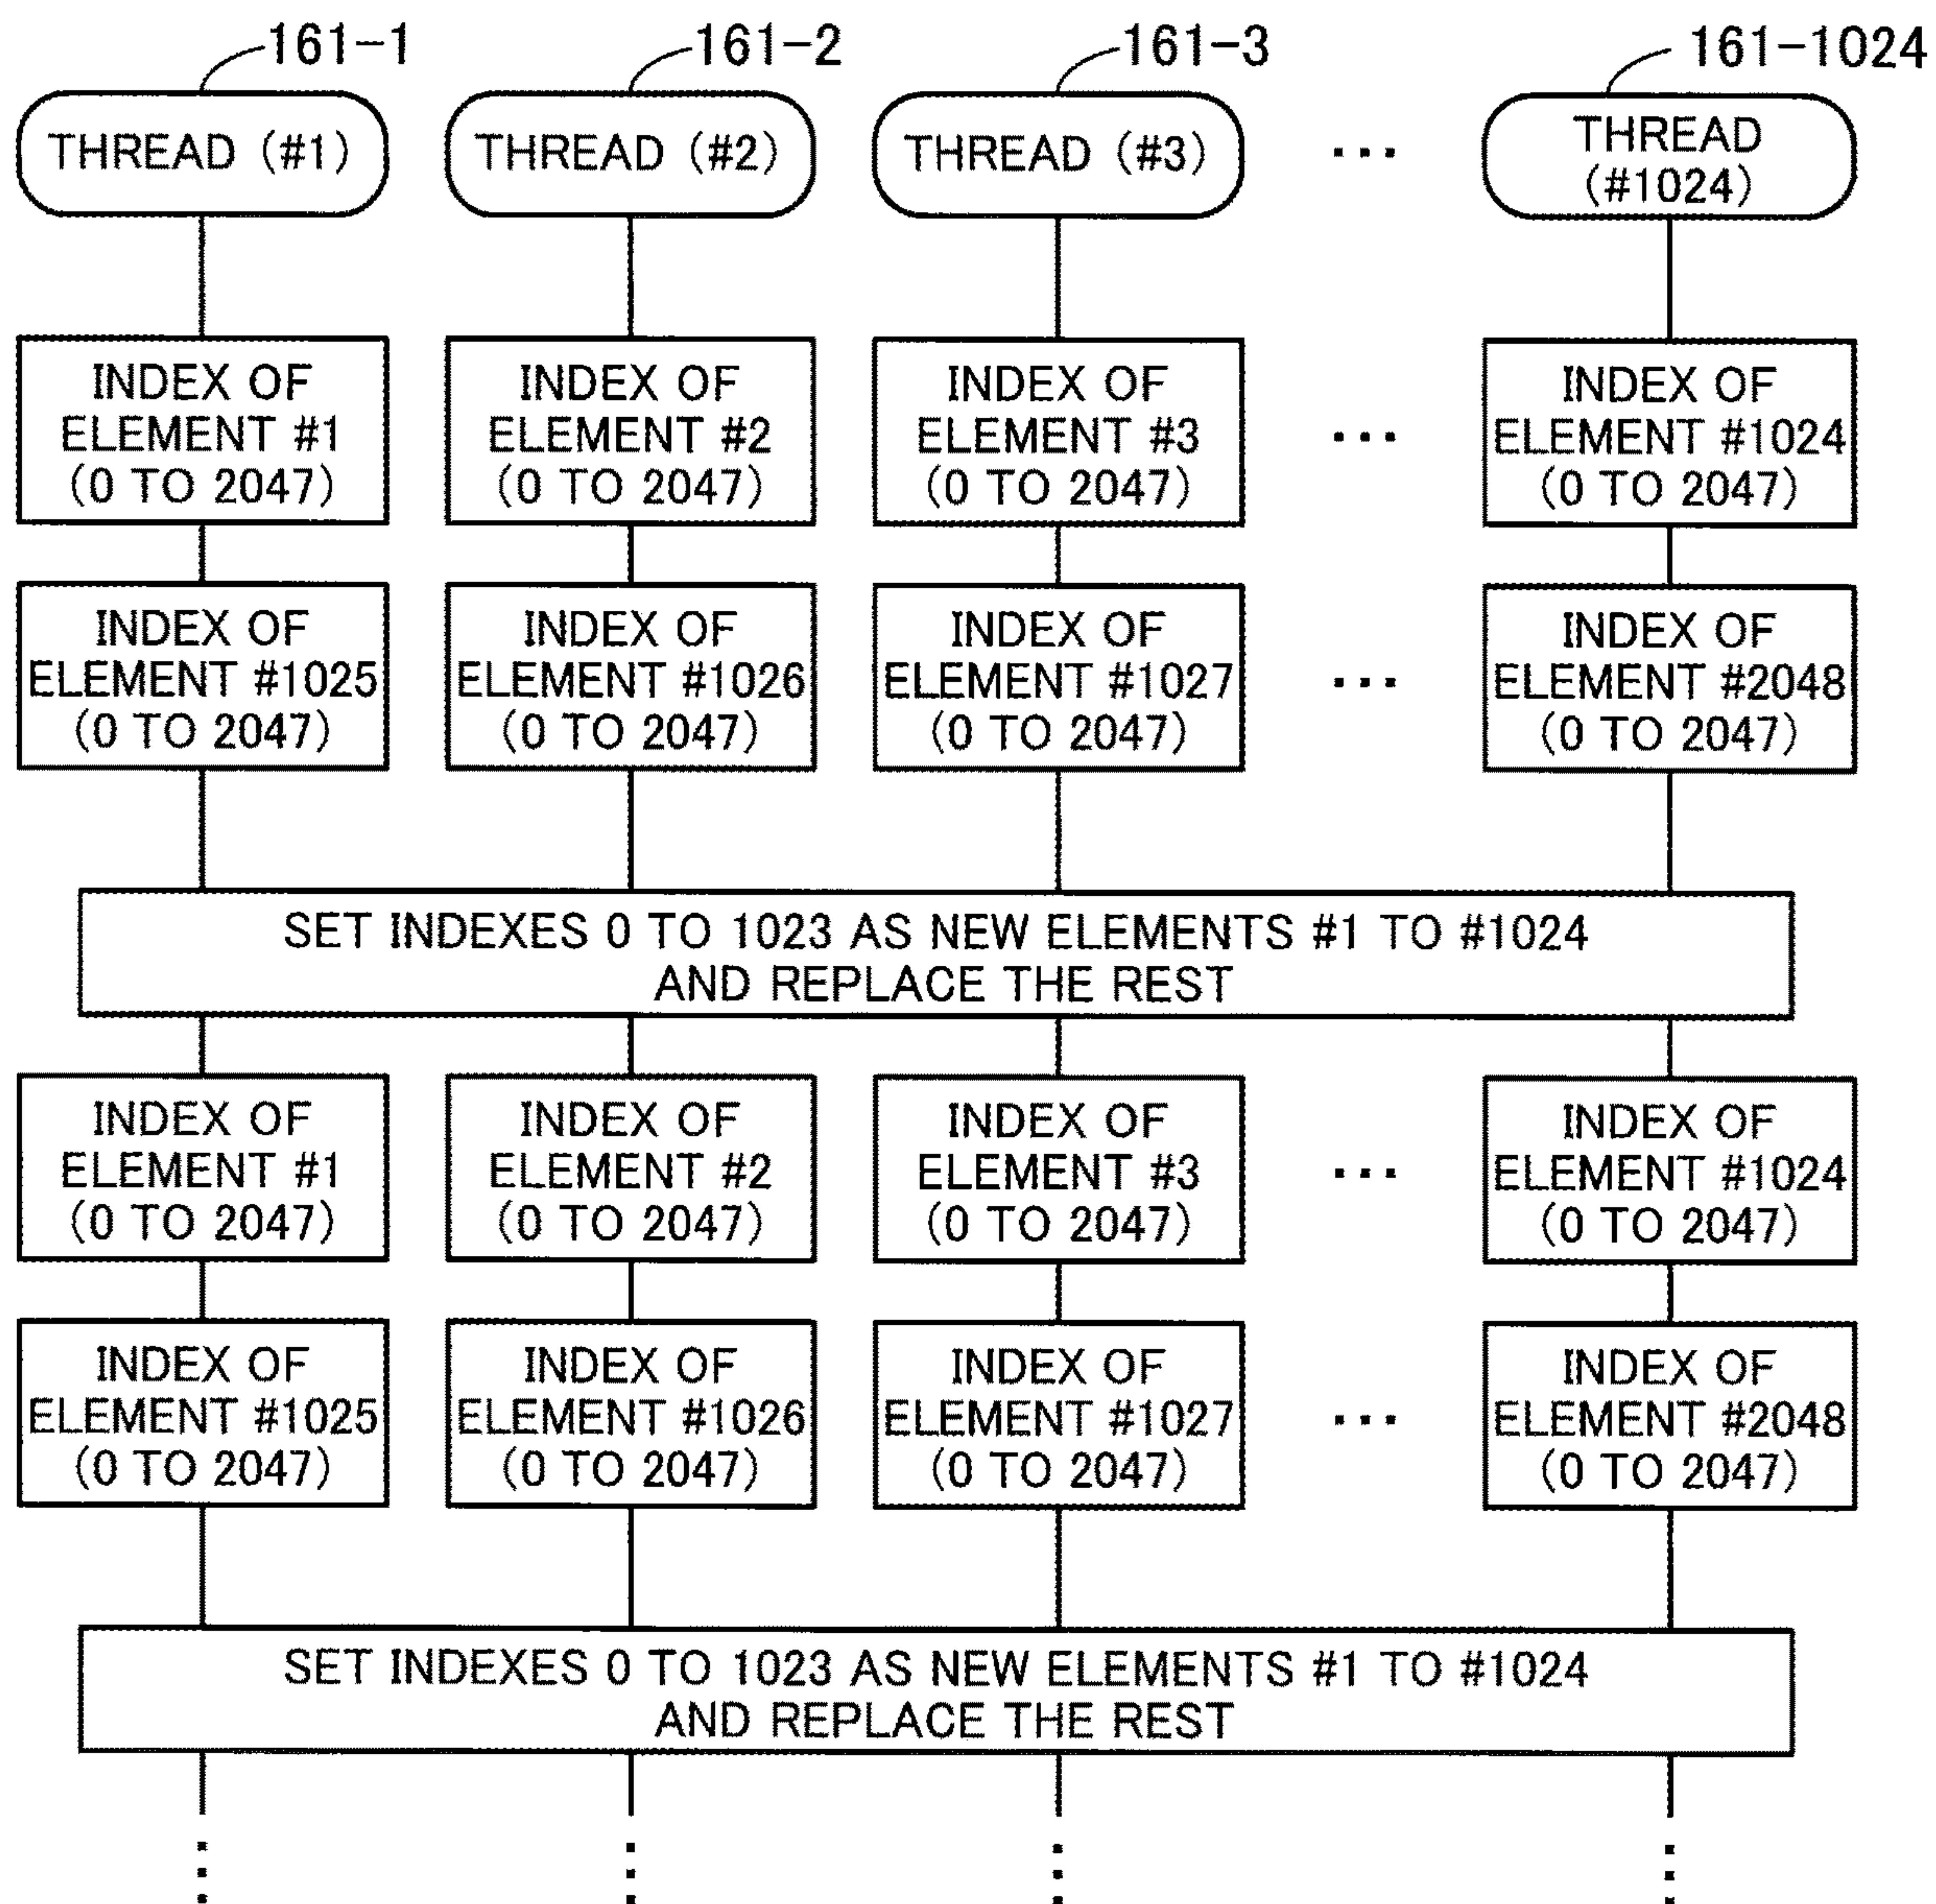 161-1
161-2
161-3
161-1024
THREAD (#1)
THREAD (#2)
THREAD (#3)
...
THREAD
(#1024)
INDEX OF
ELEMENT #1
(0 TO 2047)
INDEX OF
ELEMENT #2
(0 TO 2047)
INDEX OF
ELEMENT #3
(0 TO 2047)
...
INDEX OF
ELEMENT #1024
(0 TO 2047)
INDEX OF
ELEMENT #1025
(0 TO 2047)
INDEX OF
ELEMENT #1026
(0 TO 2047)
INDEX OF
ELEMENT #1027
(0 TO 2047)
...
INDEX OF
ELEMENT #2048
(0 TO 2047)
SET INDEXES 0 TO 1023 AS NEW ELEMENTS #1 TO #1024
AND REPLACE THE REST
INDEX OF
ELEMENT #1
(0 TO 2047)
INDEX OF
ELEMENT #2
(0 TO 2047)
INDEX OF
ELEMENT #3
(0 TO 2047)
...
INDEX OF
ELEMENT #1024
(0 TO 2047)
INDEX OF
ELEMENT #1025
(0 TO 2047)
INDEX OF
ELEMENT #1026
(0 TO 2047)
INDEX OF
ELEMENT #1027
(0 TO 2047)
...
INDEX OF
ELEMENT #2048
(0 TO 2047)
SET INDEXES 0 TO 1023 AS NEW ELEMENTS #1 TO #1024
AND REPLACE THE REST